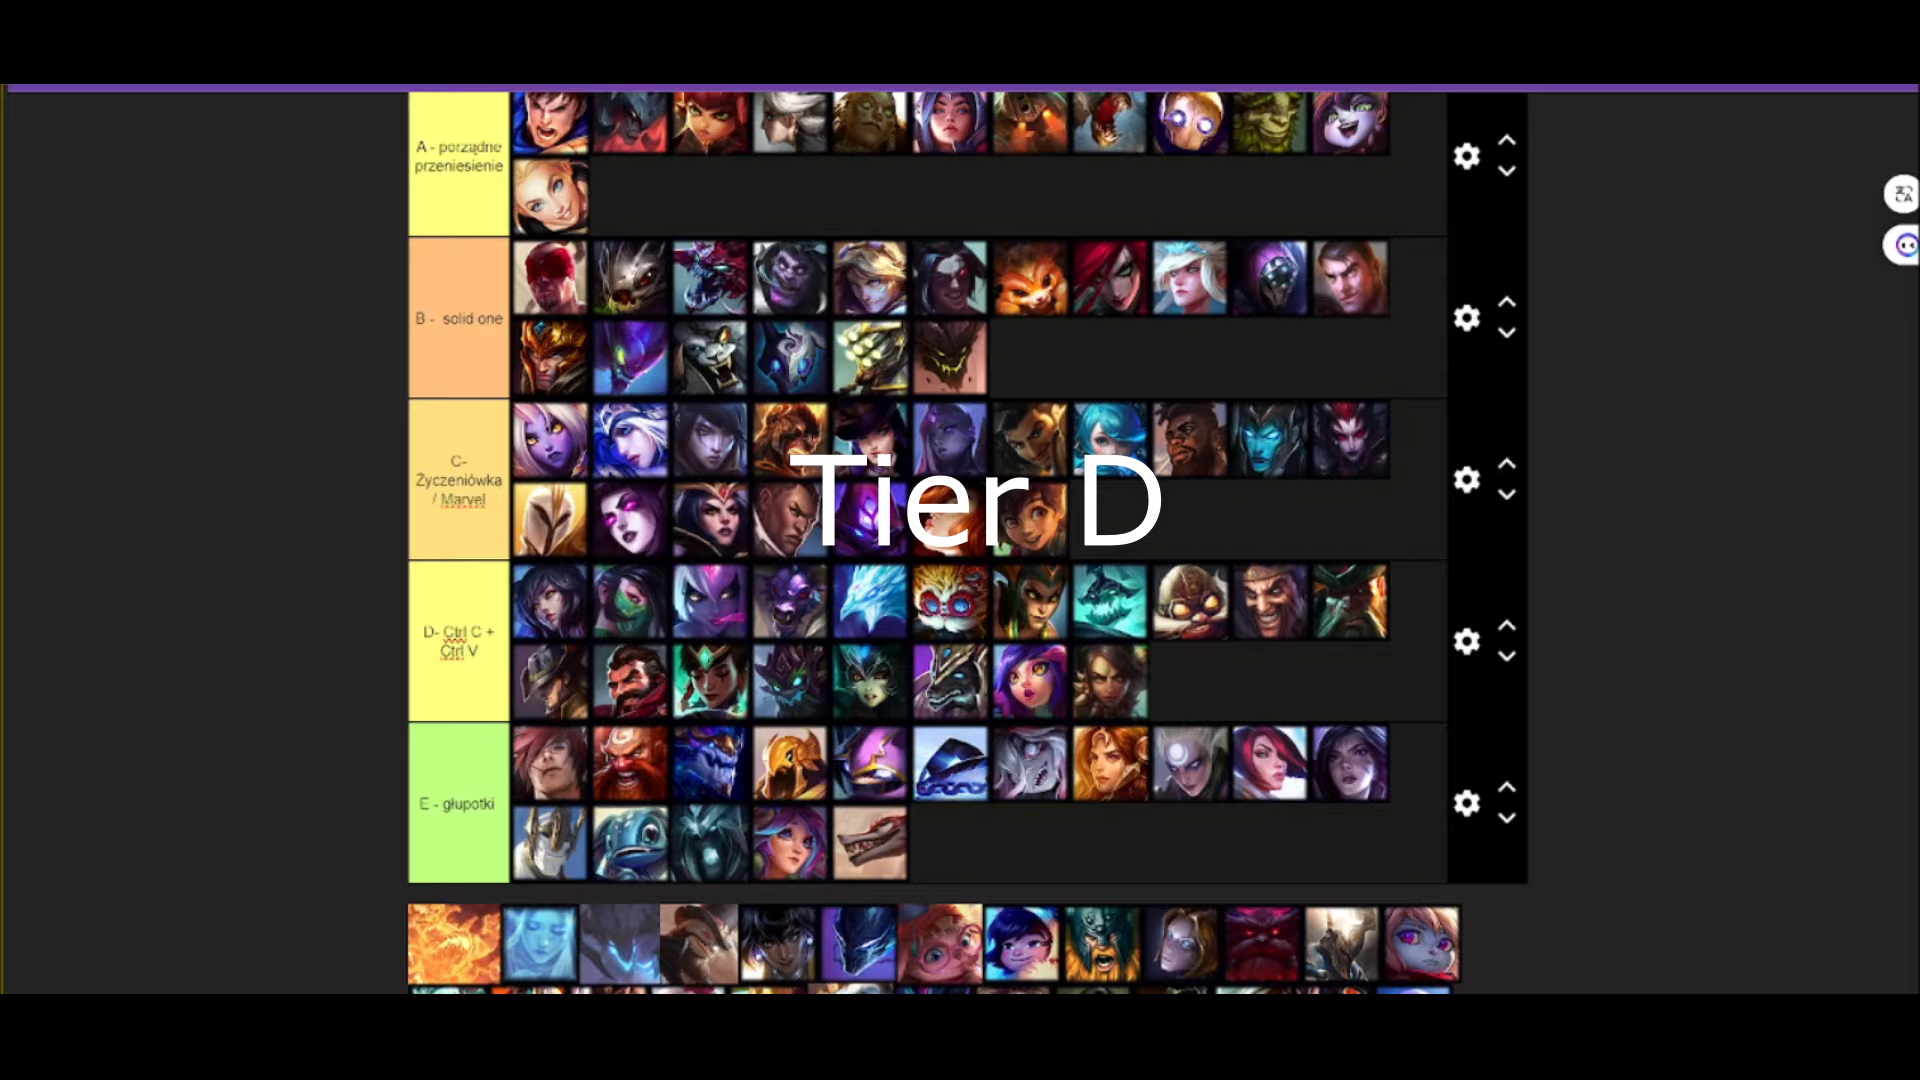 A - porządne
przeniesienie
B - solid one
C-
Życzeniówka
/ Marvel
Tier D
D- Ctrl C +
Ctrl V
E - głupotki